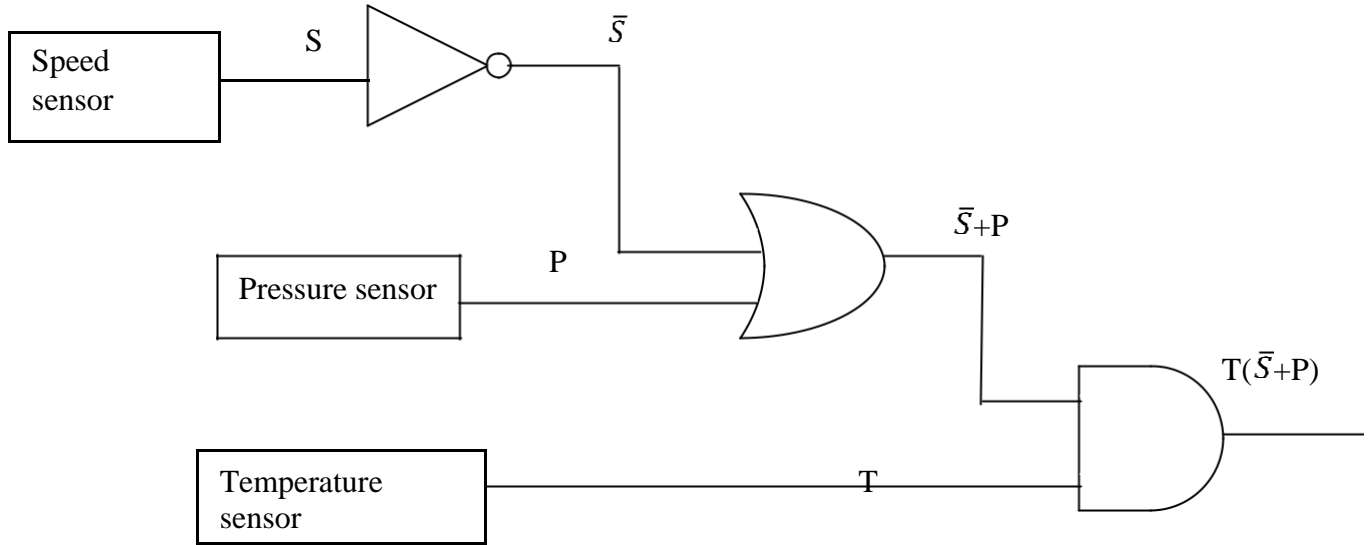 S
S̄
Speed
sensor
S̄+P
P
Pressure sensor
T(S̄+P)
Temperature
sensor
T